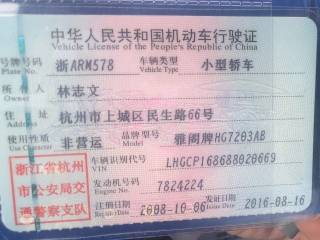 中华人民共和国机动车行驶证
Vehicle License of the People's Republic of China
号牌号码 浙ARM578 车辆类型 小型轿车
Plate No. Vehicle Type
所有人 林志文
Owner
住址 杭州市上城区民生路66号
Address
使用性质 非营运 品牌型号 雅阁牌HG7203AB
Use Character Model
车辆识别代号 LHGCP168688020669
VIN
发动机号码 7824224
Engine No.
注册日期 2008-10-06 发证日期 2016-08-16
Register Date Issue Date
浙江省杭州
市公安局交
通警察支队